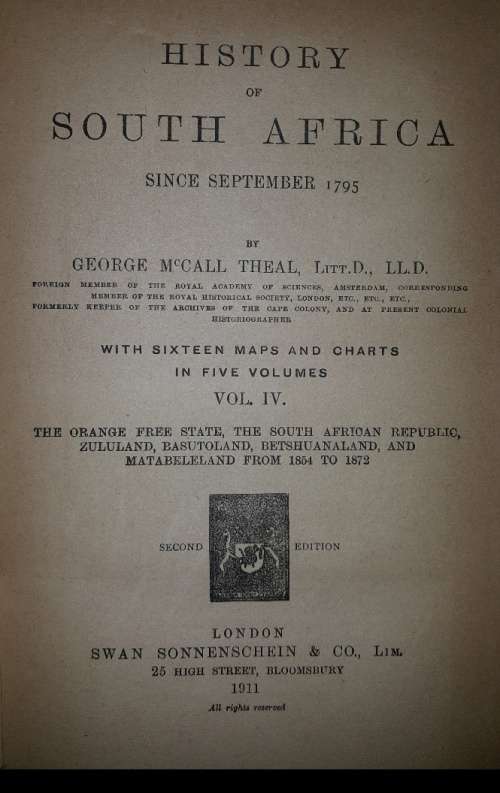 HISTORY
OF
SOUTH AFRICA
SINCE SEPTEMBER 1795
BY
GEORGE McCALL THEAL, LITT.D., LL.D.
FOREIGN MEMBER OF THE ROYAL ACADEMY OF SCIENCES, AMSTERDAM, CORRESPONDING
MEMBER OF THE ROYAL HISTORICAL SOCIETY, LONDON, ETC., ETC., ETC.,
FORMERLY KEEPER OF THE ARCHIVES OF THE CAPE COLONY, AND AT PRESENT COLONIAL
HISTORIOGRAPHER
WITH SIXTEEN MAPS AND CHARTS
IN FIVE VOLUMES
VOL. IV.
THE ORANGE FREE STATE, THE SOUTH AFRICAN REPUBLIC,
ZULULAND, BASUTOLAND, BETSHUANALAND, AND
MATABELELAND FROM 1854 TO 1872
SECOND EDITION
LONDON
SWAN SONNENSCHEIN & CO., LIM.
25 HIGH STREET, BLOOMSBURY
1911
All rights reserved